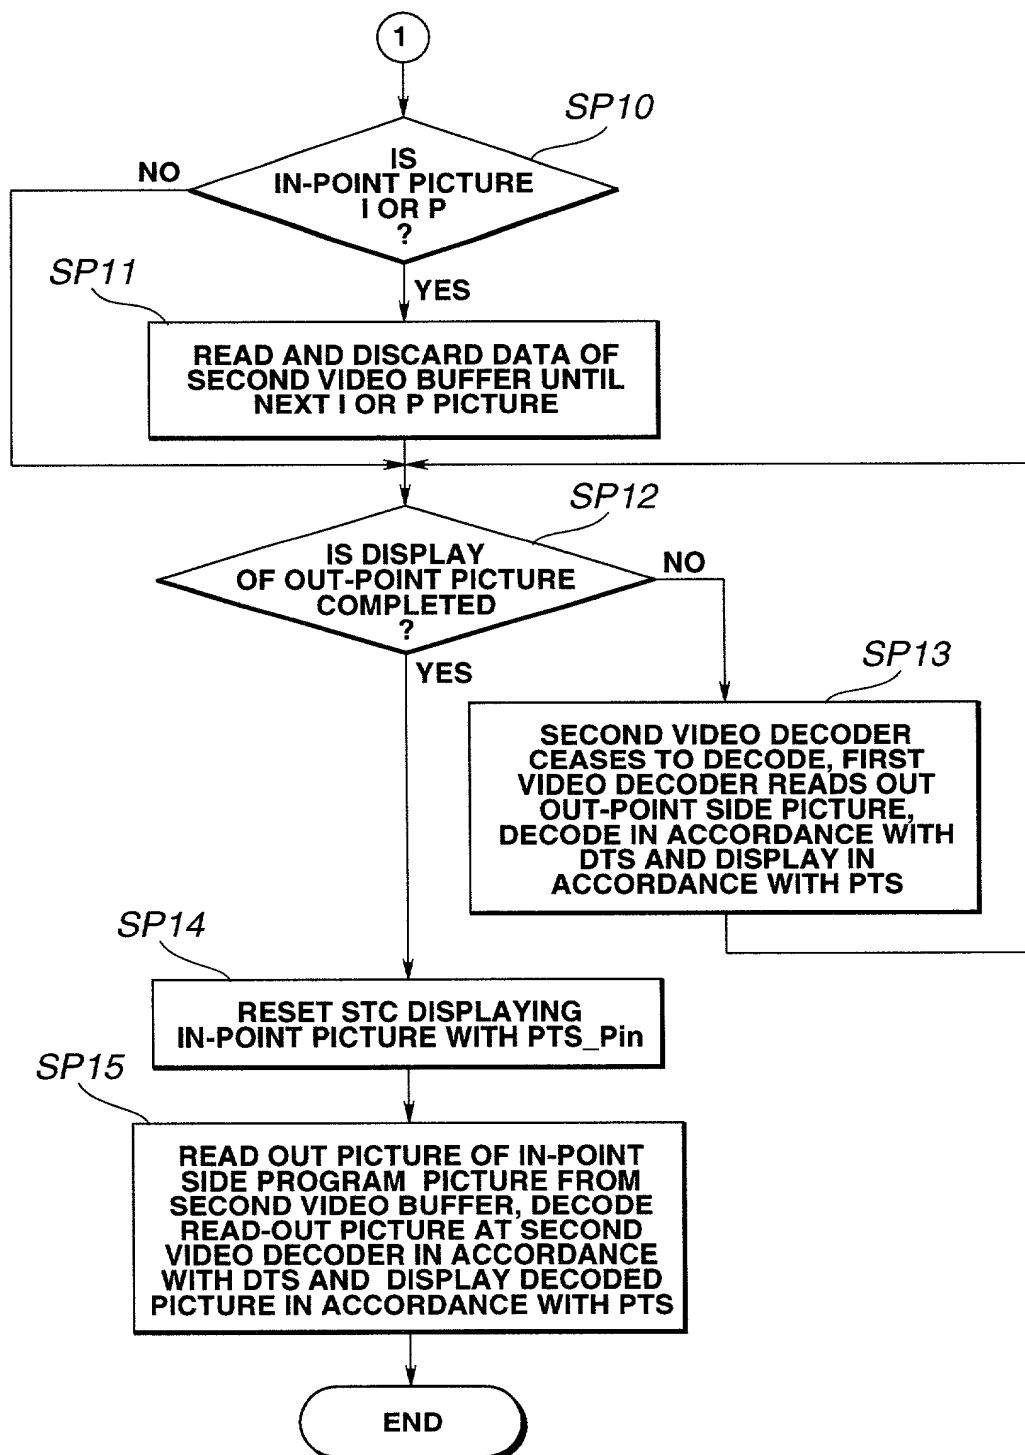 1
SP10
IS
IN-POINT PICTURE
I OR P
?
NO
YES
SP11
READ AND DISCARD DATA OF
SECOND VIDEO BUFFER UNTIL
NEXT I OR P PICTURE
SP12
IS DISPLAY
OF OUT-POINT PICTURE
COMPLETED
?
NO
YES
SP13
SECOND VIDEO DECODER
CEASES TO DECODE, FIRST
VIDEO DECODER READS OUT
OUT-POINT SIDE PICTURE,
DECODE IN ACCORDANCE WITH
DTS AND DISPLAY IN
ACCORDANCE WITH PTS
SP14
RESET STC DISPLAYING
IN-POINT PICTURE WITH PTS_Pin
SP15
READ OUT PICTURE OF IN-POINT
SIDE PROGRAM PICTURE FROM
SECOND VIDEO BUFFER, DECODE
READ-OUT PICTURE AT SECOND
VIDEO DECODER IN ACCORDANCE
WITH DTS AND DISPLAY DECODED
PICTURE IN ACCORDANCE WITH PTS
END